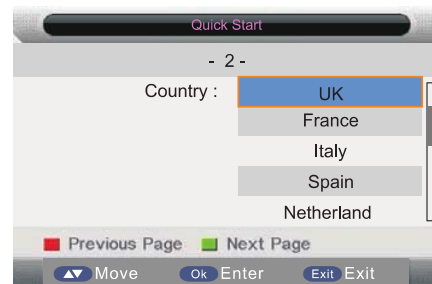 Quick Start
- 2 -
Country : UK
France
Italy
Spain
Netherland
Previous Page Next Page
Move Ok Enter Exit Exit